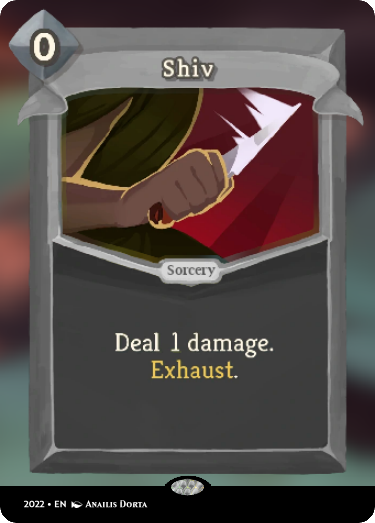 0
Shiv
Sorcery
Deal 1 damage.
Exhaust.
2022 • EN Anailis Dorta